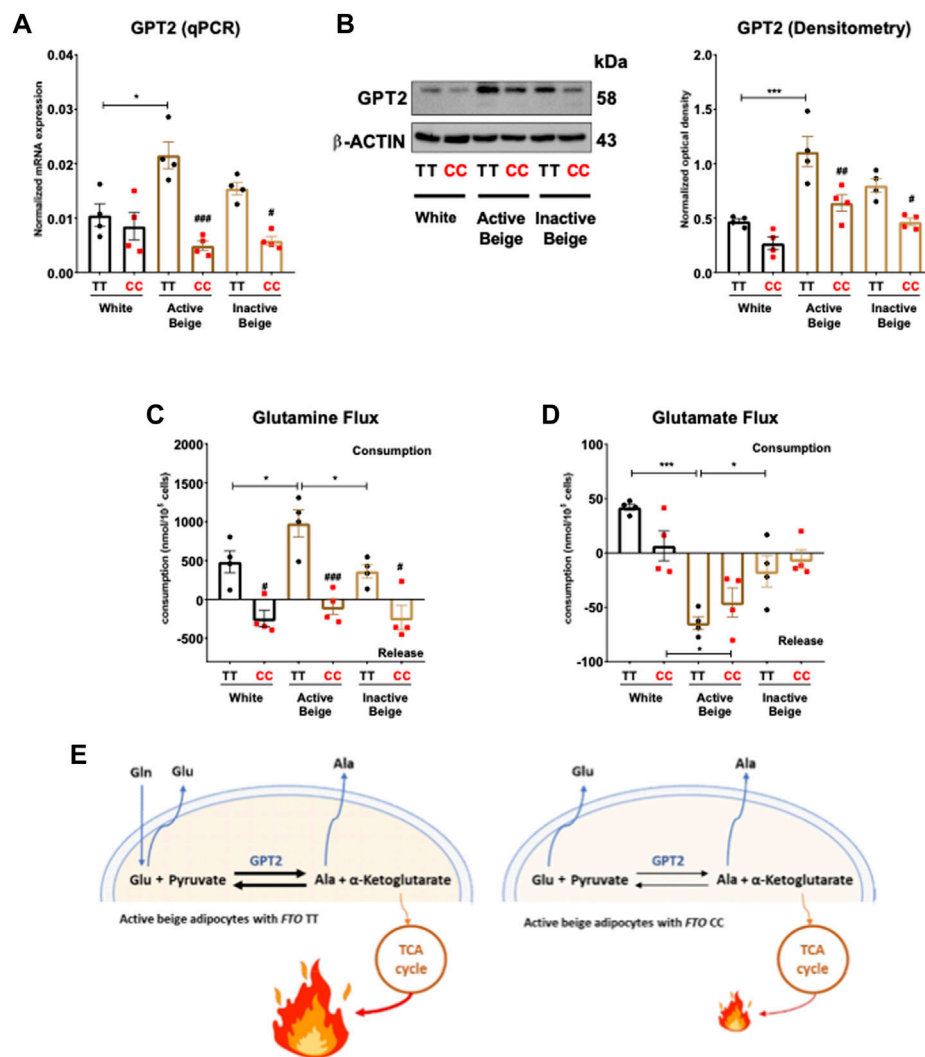 A
GPT2 (qPCR)
Normalized mRNA expression
0.04
0.03
0.02
0.01
0.00
*
###
#
TT CC TT CC TT CC
White Active Beige Inactive Beige
B
kDa
GPT2 58
β-ACTIN 43
TT CC TT CC TT CC
White Active Beige Inactive Beige
GPT2 (Densitometry)
Normalized optical density
2.0
1.5
1.0
0.5
0.0
***
##
#
TT CC TT CC TT CC
White Active Beige Inactive Beige
C
Glutamine Flux
consumption (nmol/10⁵ cells)
2000
1500
1000
500
0
-500
Consumption
* *
#
###
#
Release
TT CC TT CC TT CC
White Active Beige Inactive Beige
D
Glutamate Flux
consumption (nmol/10⁵ cells)
100
50
0
-50
-100
Consumption
*** *
*
Release
TT CC TT CC TT CC
White Active Beige Inactive Beige
E
Gln Glu Ala
GPT2
Glu + Pyruvate Ala + α-Ketoglutarate
Active beige adipocytes with FTO TT
TCA
cycle
Glu Ala
GPT2
Glu + Pyruvate Ala + α-Ketoglutarate
Active beige adipocytes with FTO CC
TCA
cycle